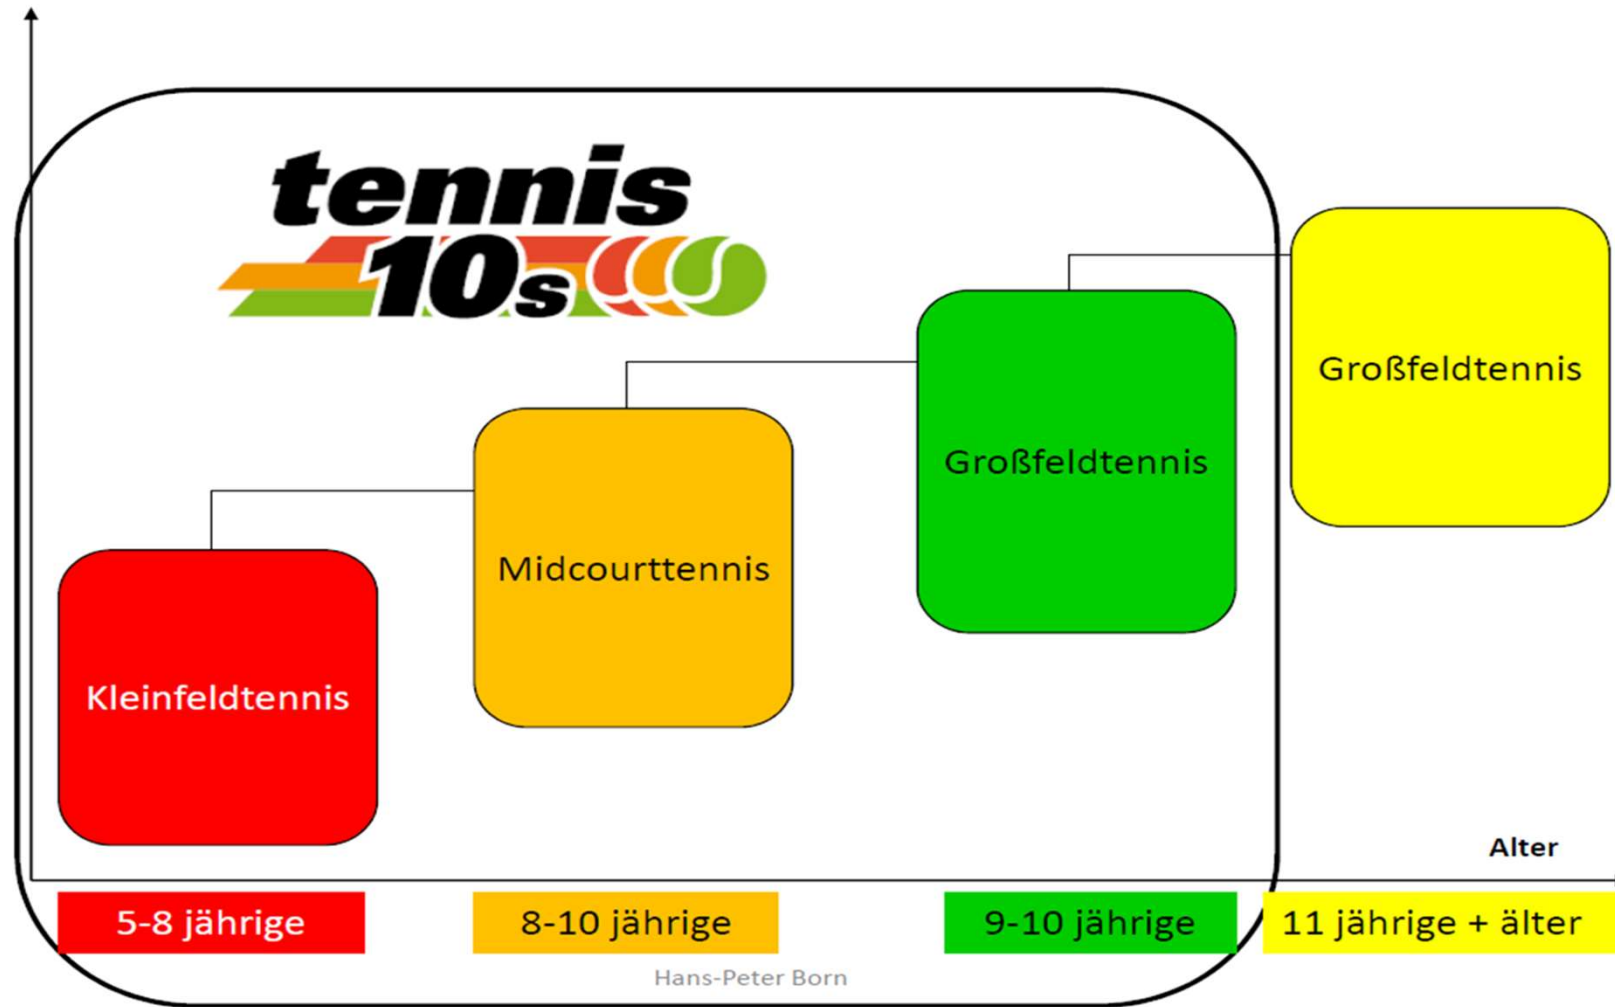 tennis
10s
Großfeldtennis
Großfeldtennis
Midcourttennis
Kleinfeldtennis
Alter
5-8 jährige
8-10 jährige
9-10 jährige
11 jährige + älter
Hans-Peter Born